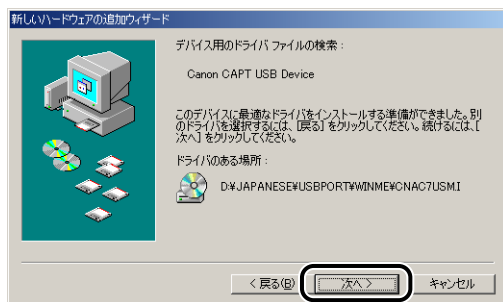 新しいハードウェアの追加ウィザード
デバイス用のドライバ ファイルの検索 :
Canon CAPT USB Device
このデバイスに最適なドライバをインストールする準備ができました。別
のドライバを選択するには、[戻る] をクリックしてください。続けるには、[
次へ] をクリックしてください。
ドライバのある場所 :
D:¥JAPANESE¥USBPORT¥WINME¥CNAC7USM.I
< 戻る(B)
次へ >
キャンセル